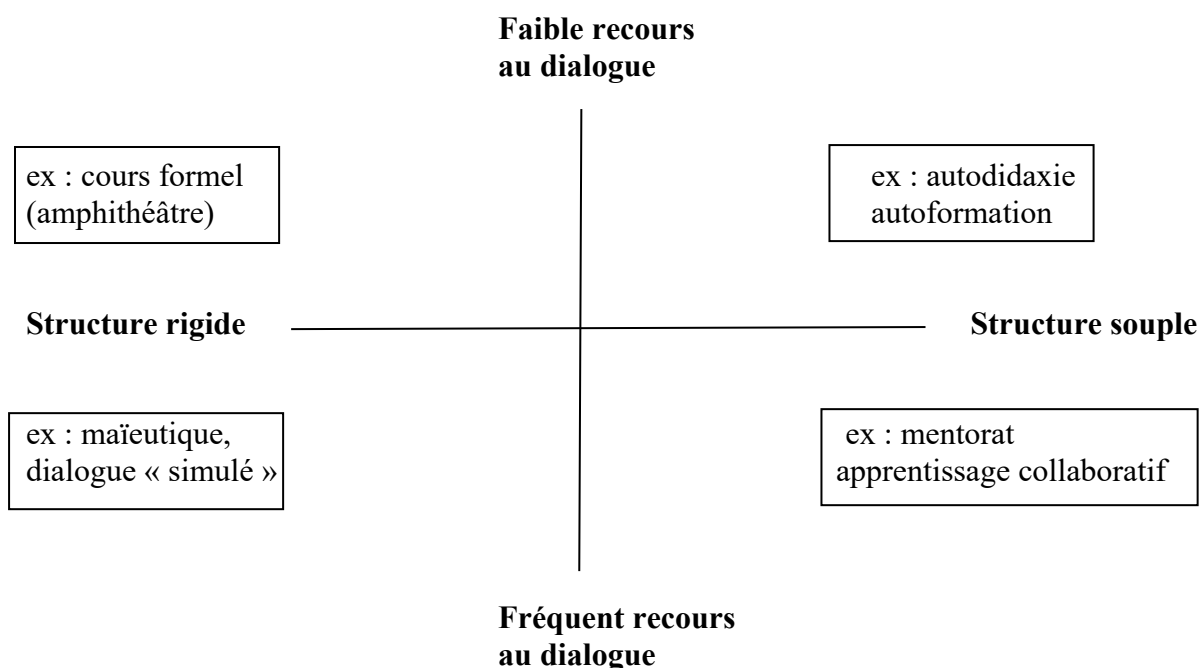 Faible recours
au dialogue
ex : cours formel
(amphithéâtre)
ex : autodidaxie
autoformation
Structure rigide
Structure souple
ex : maïeutique,
dialogue « simulé »
ex : mentorat
apprentissage collaboratif
Fréquent recours
au dialogue